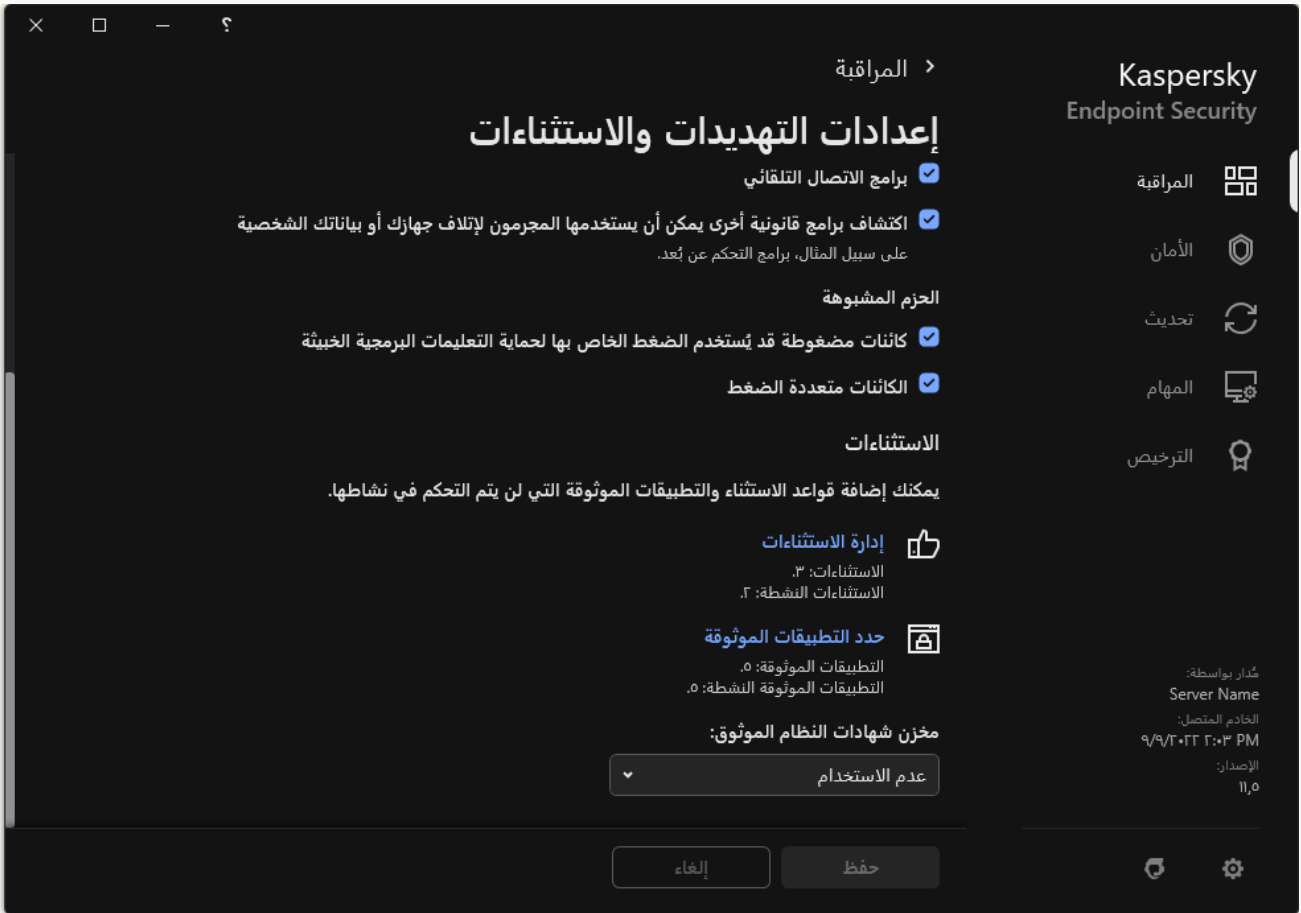 ؟
Kaspersky
Endpoint Security
المراقبة
الأمان
تحديث
المهام
الترخيص
مُدار بواسطة:
Server Name
الخادم المتصل:
٩/٩/٢٠٢٢ ٢:٠٣ PM
الإصدار:
١١,٥
المراقبة
إعدادات التهديدات والاستثناءات
برامج الاتصال التلقائي
اكتشاف برامج قانونية أخرى يمكن أن يستخدمها المجرمون لإتلاف جهازك أو بياناتك الشخصية
على سبيل المثال، برامج التحكم عن بُعد.
الحزم المشبوهة
كائنات مضغوطة قد يُستخدم الضغط الخاص بها لحماية التعليمات البرمجية الخبيثة
الكائنات متعددة الضغط
الاستثناءات
يمكنك إضافة قواعد الاستثناء والتطبيقات الموثوقة التي لن يتم التحكم في نشاطها.
إدارة الاستثناءات
الاستثناءات: ٣.
الاستثناءات النشطة: ٢.
حدد التطبيقات الموثوقة
التطبيقات الموثوقة: ٥.
التطبيقات الموثوقة النشطة: ٥.
مخزن شهادات النظام الموثوق:
عدم الاستخدام
حفظ
إلغاء